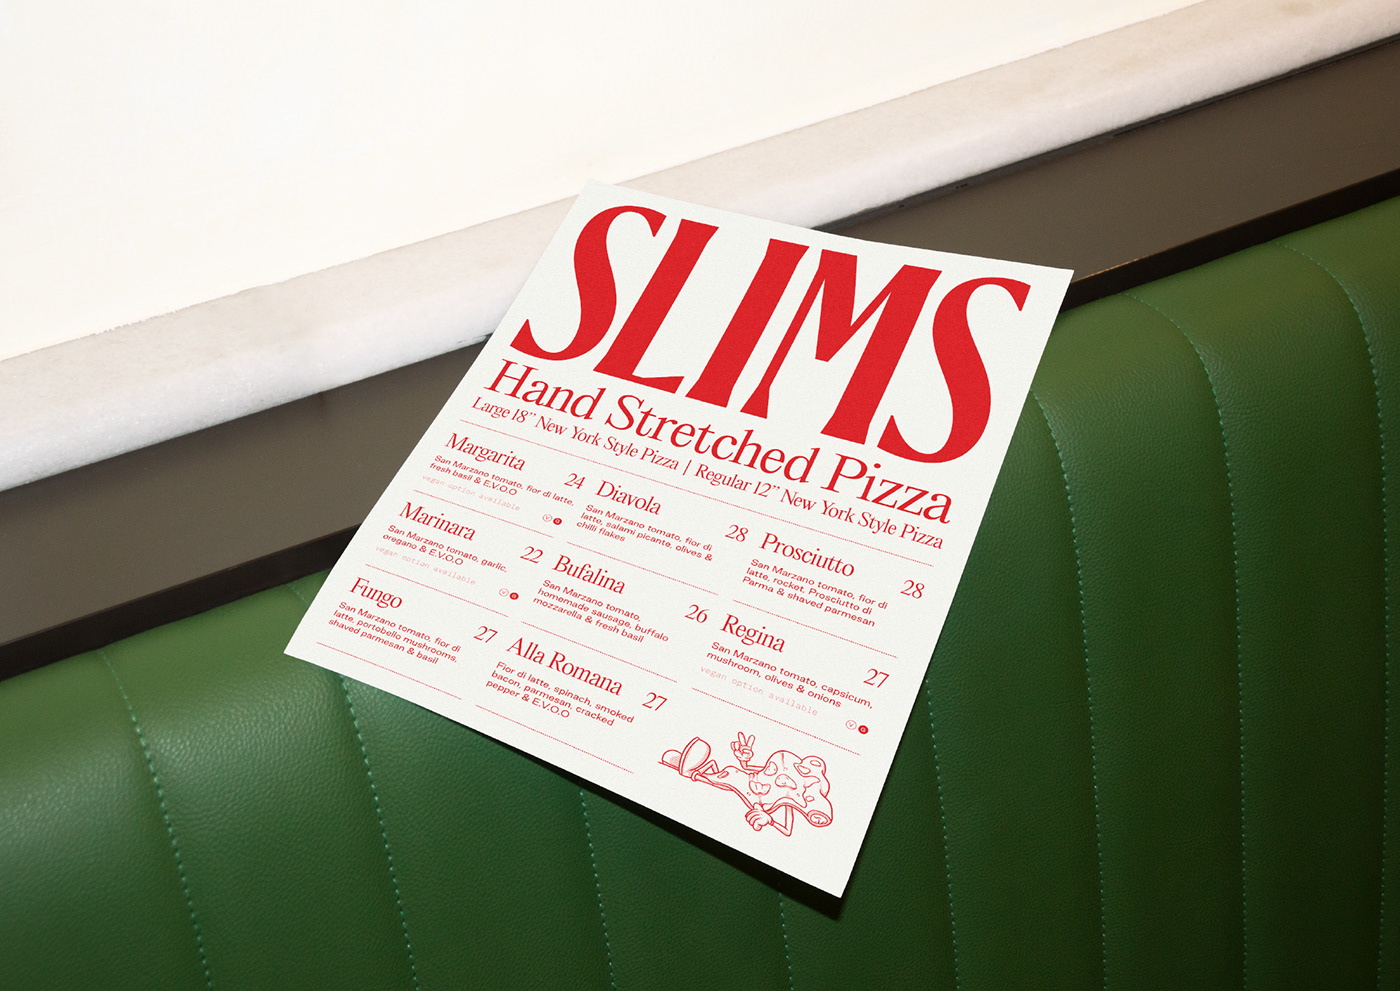 SLIMS
Hand Stretched Pizza
Large 18” New York Style Pizza | Regular 12” New York Style Pizza
Margarita 24
San Marzano tomato, fior di latte,
fresh basil & E.V.O.O
vegan option available
V G
Marinara 22
San Marzano tomato, garlic,
oregano & E.V.O.O
vegan option available
V G
Fungo 27
San Marzano tomato, fior di
latte, portobello mushrooms,
shaved parmesan & basil
Diavola 28
San Marzano tomato, fior di
latte, salami picante, olives &
chilli flakes
Bufalina 26
San Marzano tomato,
homemade sausage, buffalo
mozzarella & fresh basil
Alla Romana 27
Fior di latte, spinach, smoked
bacon, parmesan, cracked
pepper & E.V.O.O
Prosciutto 28
San Marzano tomato, fior di
latte, rocket, Prosciutto di
Parma & shaved parmesan
Regina 27
San Marzano tomato, capsicum,
mushroom, olives & onions
vegan option available
V G